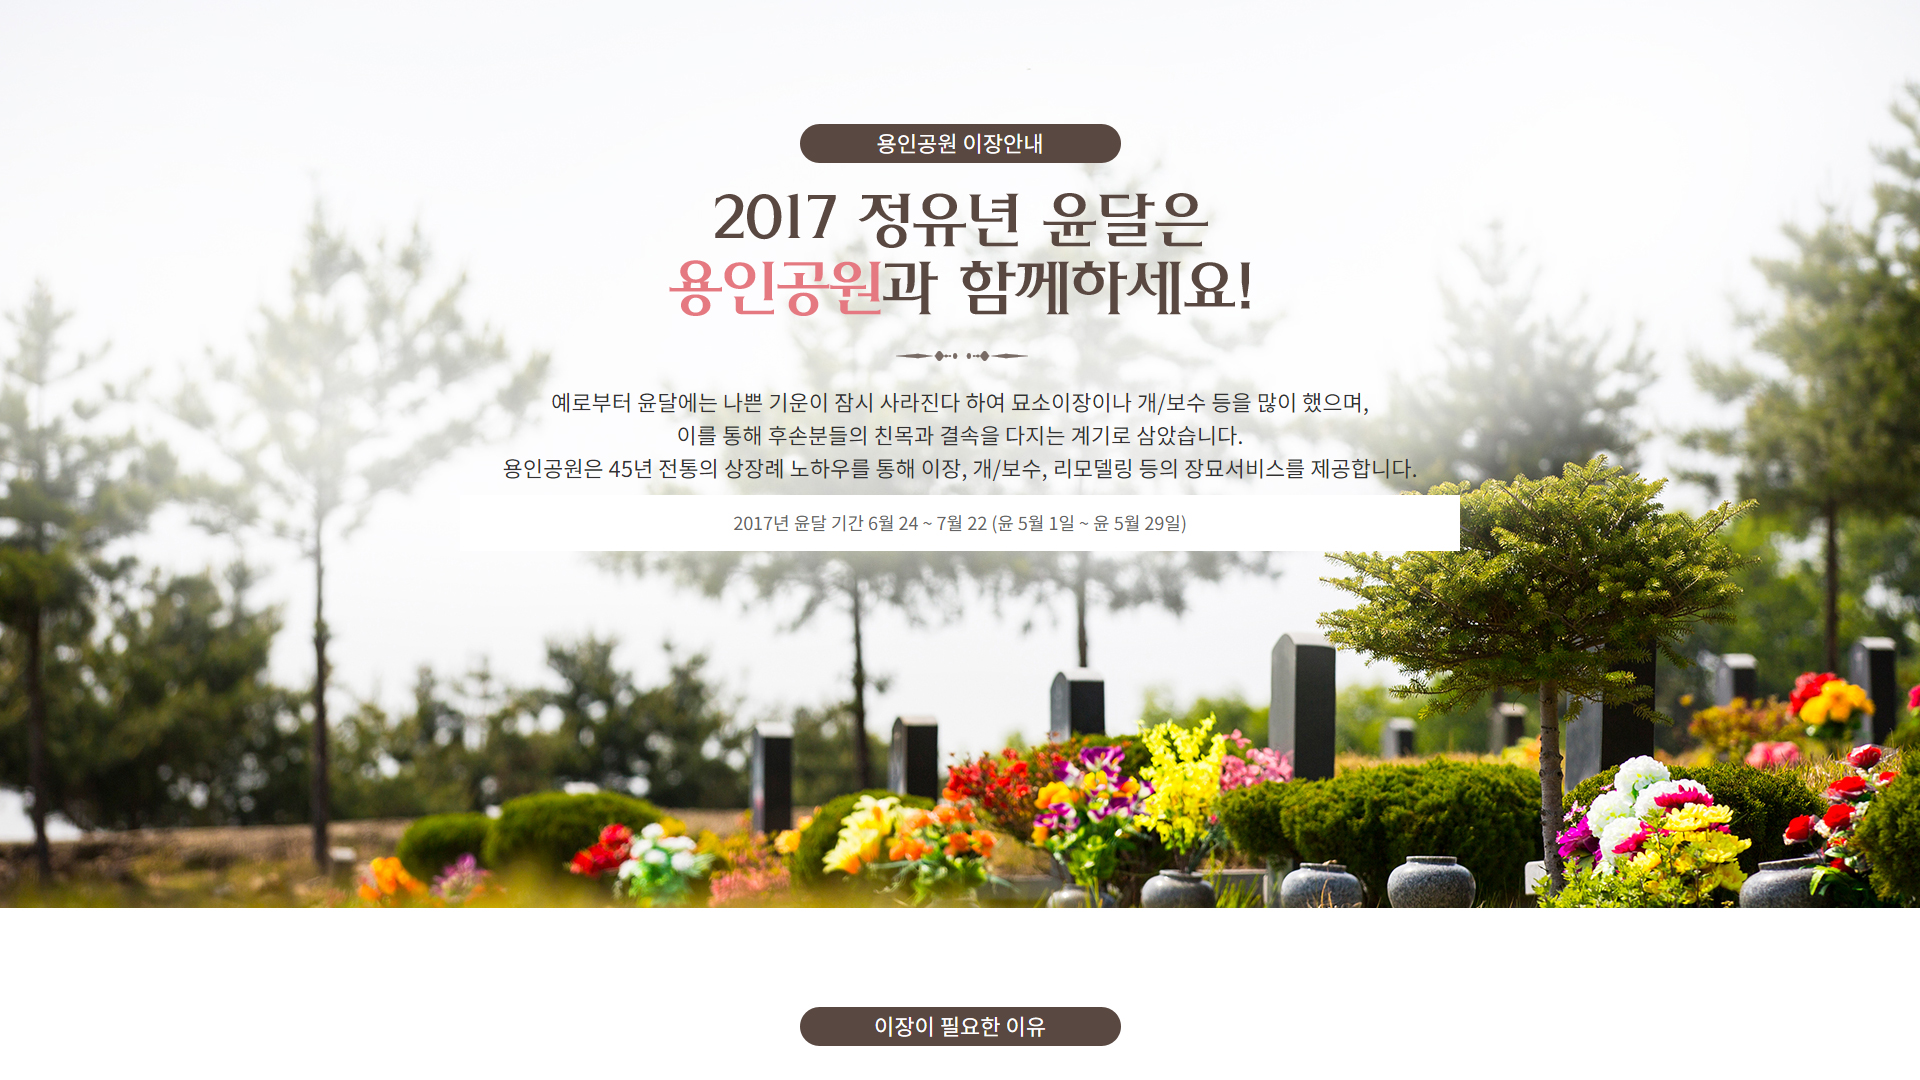 용인공원 이장안내
2017 정유년 윤달은
용인공원과 함께하세요!
예로부터 윤달에는 나쁜 기운이 잠시 사라진다 하여 묘소이장이나 개/보수 등을 많이 했으며,
이를 통해 후손분들의 친목과 결속을 다지는 계기로 삼았습니다.
용인공원은 45년 전통의 상장례 노하우를 통해 이장, 개/보수, 리모델링 등의 장묘서비스를 제공합니다.
2017년 윤달 기간 6월 24 ~ 7월 22 (윤 5월 1일 ~ 윤 5월 29일)
이장이 필요한 이유